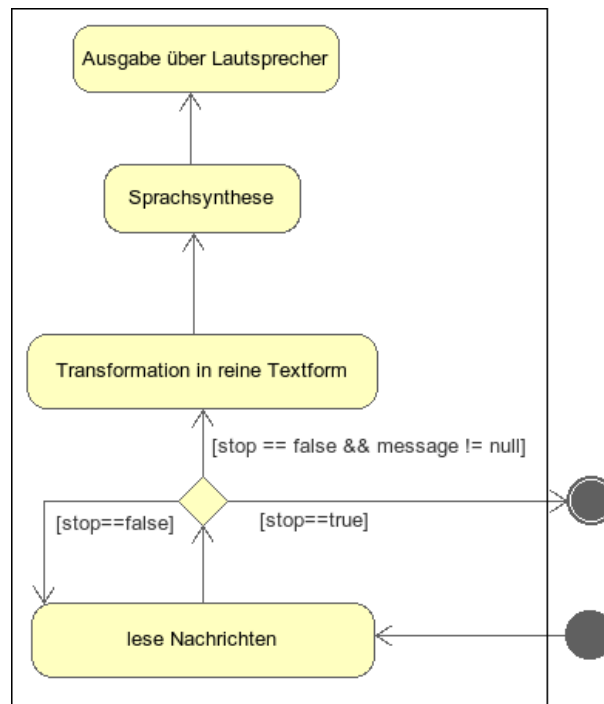 Ausgabe über Lautsprecher
Sprachsynthese
Transformation in reine Textform
[stop == false && message != null]
[stop==false]
[stop==true]
lese Nachrichten